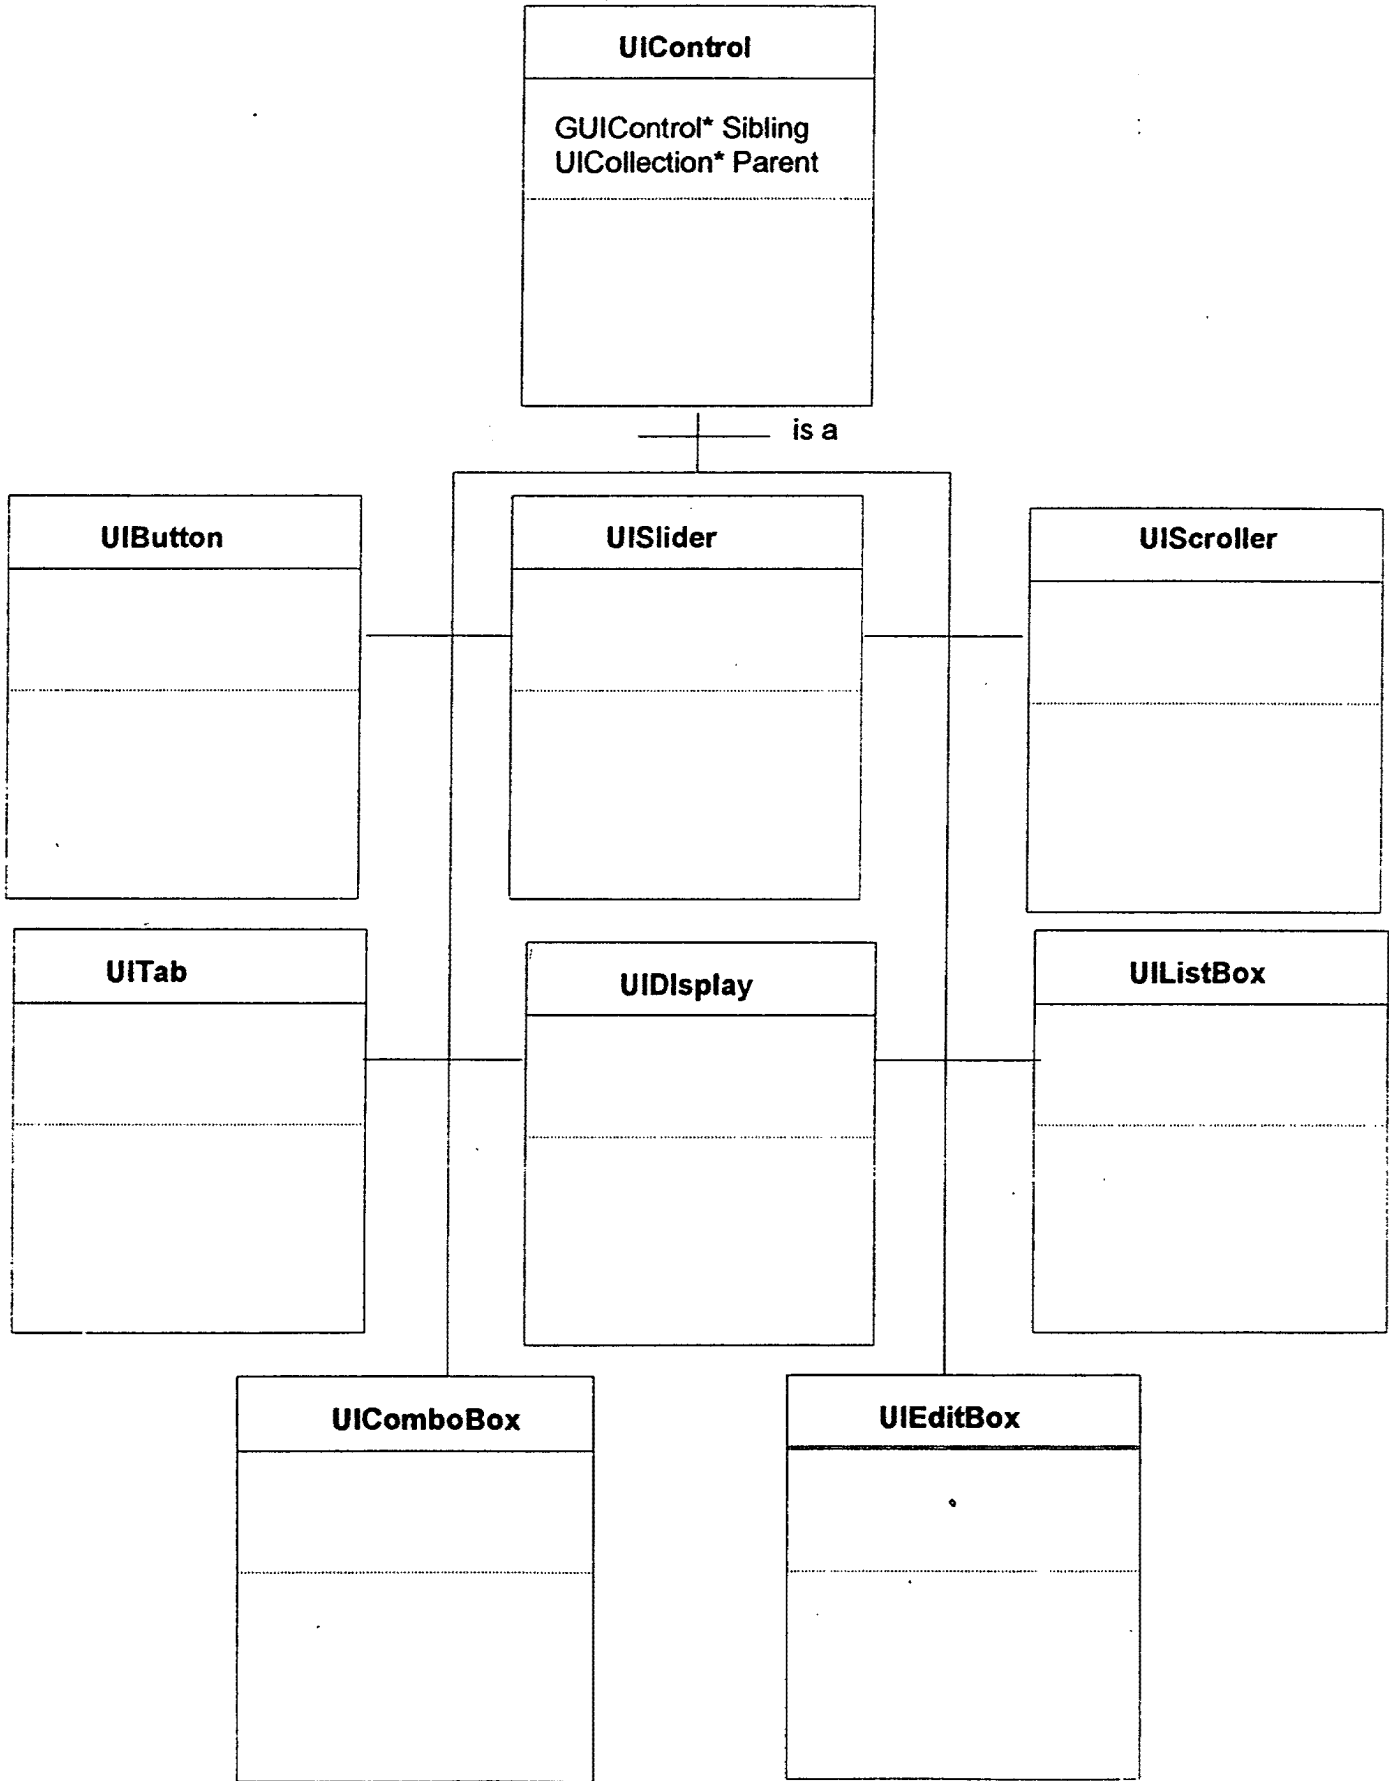 UIControl
GUIControl* Sibling
UICollection* Parent
is a
UIButton
UISlider
UIScroller
UITab
UIDIsplay
UIListBox
UIComboBox
UIEditBox